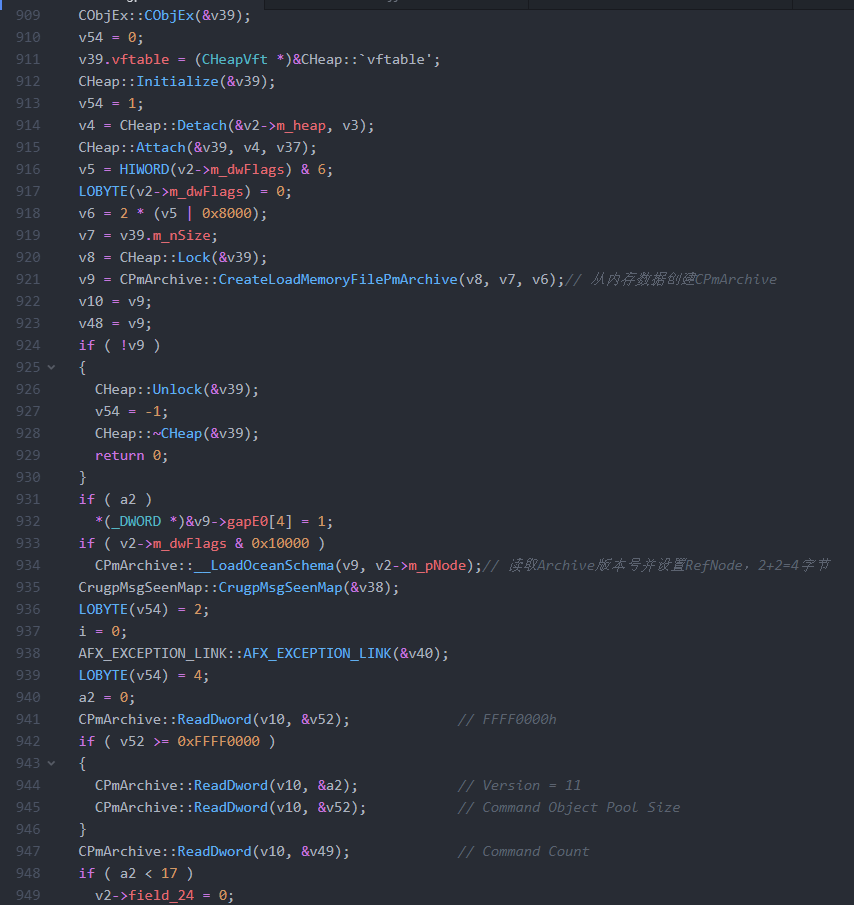 909 CObjEx::CObjEx(&v39);
910 v54 = 0;
911 v39.vftable = (CHeapVft *)&CHeap::`vftable';
912 CHeap::Initialize(&v39);
913 v54 = 1;
914 v4 = CHeap::Detach(&v2->m_heap, v3);
915 CHeap::Attach(&v39, v4, v37);
916 v5 = HIWORD(v2->m_dwFlags) & 6;
917 LOBYTE(v2->m_dwFlags) = 0;
918 v6 = 2 * (v5 | 0x8000);
919 v7 = v39.m_nSize;
920 v8 = CHeap::Lock(&v39);
921 v9 = CPmArchive::CreateLoadMemoryFilePmArchive(v8, v7, v6);// 从内存数据创建CPmArchive
922 v10 = v9;
923 v48 = v9;
924 if ( !v9 )
925 {
926 CHeap::Unlock(&v39);
927 v54 = -1;
928 CHeap::~CHeap(&v39);
929 return 0;
930 }
931 if ( a2 )
932 *(_DWORD *)&v9->gapE0[4] = 1;
933 if ( v2->m_dwFlags & 0x10000 )
934 CPmArchive::__LoadOceanSchema(v9, v2->m_pNode);// 读取Archive版本号并设置RefNode，2+2=4字节
935 CrugpMsgSeenMap::CrugpMsgSeenMap(&v38);
936 LOBYTE(v54) = 2;
937 i = 0;
938 AFX_EXCEPTION_LINK::AFX_EXCEPTION_LINK(&v40);
939 LOBYTE(v54) = 4;
940 a2 = 0;
941 CPmArchive::ReadDword(v10, &v52); // FFFF0000h
942 if ( v52 >= 0xFFFF0000 )
943 {
944 CPmArchive::ReadDword(v10, &a2); // Version = 11
945 CPmArchive::ReadDword(v10, &v52); // Command Object Pool Size
946 }
947 CPmArchive::ReadDword(v10, &v49); // Command Count
948 if ( a2 < 17 )
949 v2->field_24 = 0;